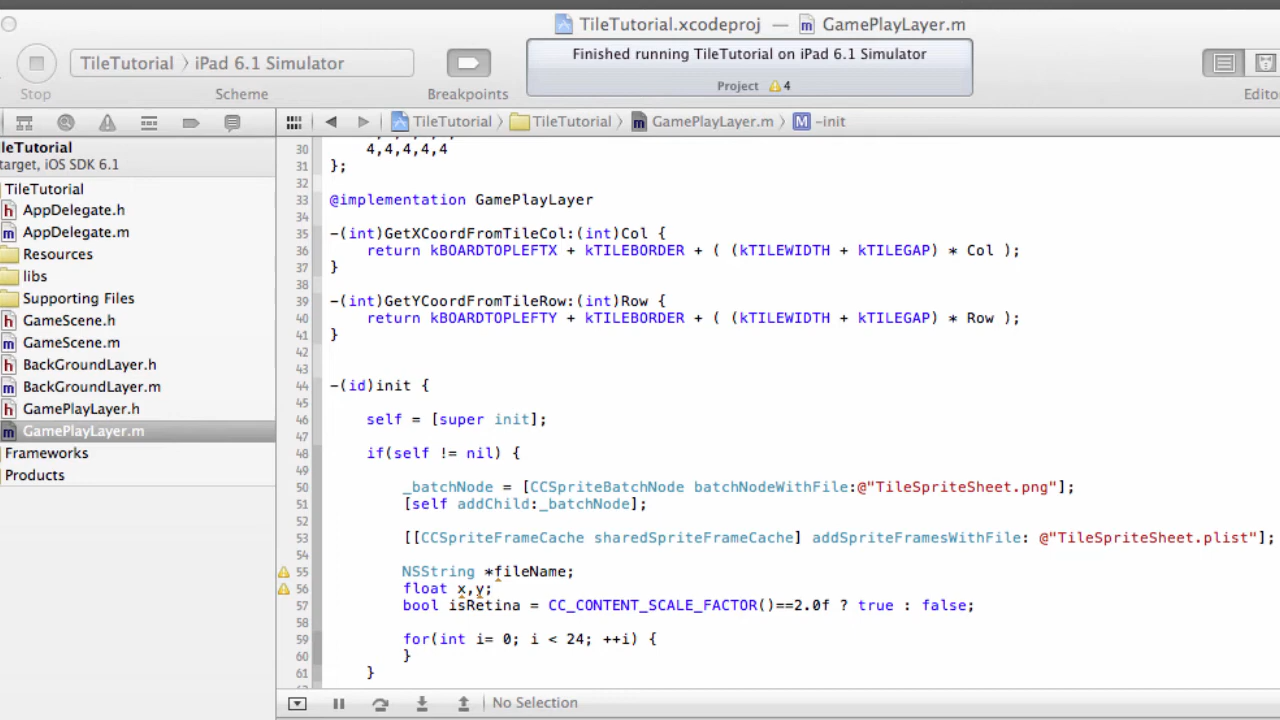 TileTutorial.xcodeproj — m GamePlayLayer.m
TileTutorial 〉 iPad 6.1 Simulator
Finished running TileTutorial on iPad 6.1 Simulator
Project 4
Stop
Scheme
Breakpoints
Edito
TileTutorial 〉 TileTutorial 〉 m GamePlayLayer.m 〉 M -init
leTutorial
target, iOS SDK 6.1
TileTutorial
h AppDelegate.h
m AppDelegate.m
Resources
libs
Supporting Files
h GameScene.h
m GameScene.m
h BackGroundLayer.h
m BackGroundLayer.m
h GamePlayLayer.h
m GamePlayLayer.m
Frameworks
Products
30 4,4,4,4,4
31 };
32
33 @implementation GamePlayLayer
34
35 -(int)GetXCoordFromTileCol:(int)Col {
36 return kBOARDTOPLEFTX + kTILEBORDER + ( (kTILEWIDTH + kTILEGAP) * Col );
37 }
38
39 -(int)GetYCoordFromTileRow:(int)Row {
40 return kBOARDTOPLEFTY + kTILEBORDER + ( (kTILEWIDTH + kTILEGAP) * Row );
41 }
42
43
44 -(id)init {
45
46 self = [super init];
47
48 if(self != nil) {
49
50 _batchNode = [CCSpriteBatchNode batchNodeWithFile:@"TileSpriteSheet.png"];
51 [self addChild:_batchNode];
52
53 [[CCSpriteFrameCache sharedSpriteFrameCache] addSpriteFramesWithFile: @"TileSpriteSheet.plist"];
54
55 NSString *fileName;
56 float x,y;
57 bool isRetina = CC_CONTENT_SCALE_FACTOR()==2.0f ? true : false;
58
59 for(int i= 0; i < 24; ++i) {
60 }
61 }
No Selection